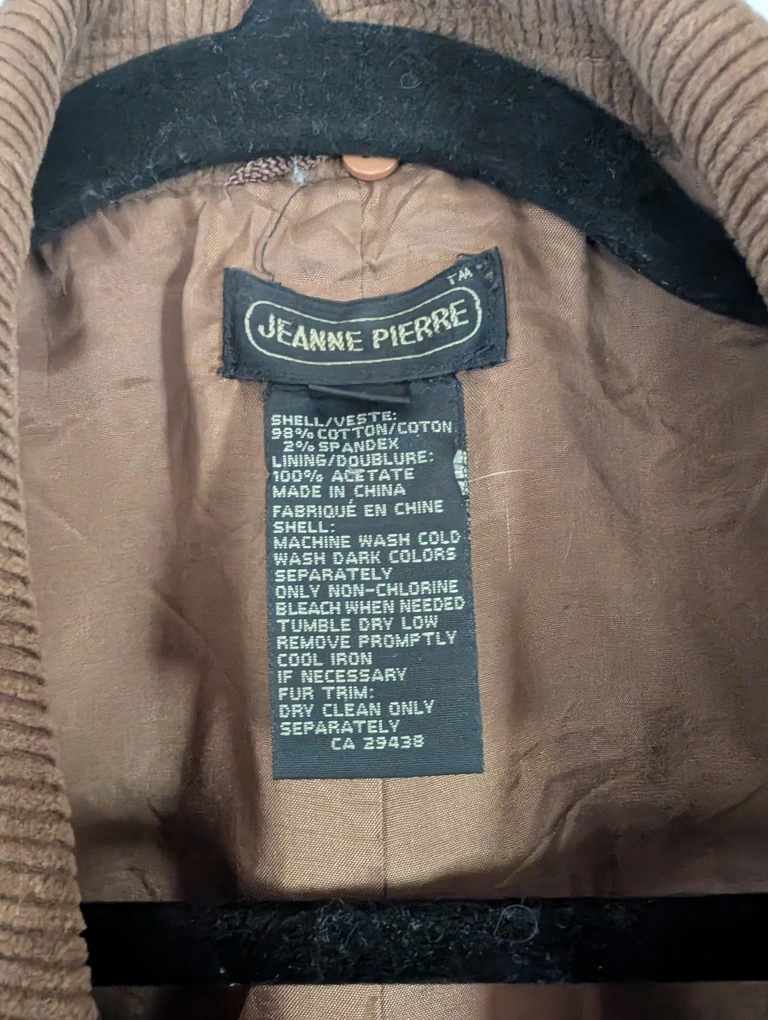 JEANNE PIERRE
SHELL/VESTE:
98% COTTON/COTON
2% SPANDEX
LINING/DOUBLURE:
100% ACETATE
MADE IN CHINA
FABRIQUÉ EN CHINE
SHELL:
MACHINE WASH COLD
WASH DARK COLORS
SEPARATELY
ONLY NON-CHLORINE
BLEACH WHEN NEEDED
TUMBLE DRY LOW
REMOVE PROMPTLY
COOL IRON
IF NECESSARY
FUR TRIM:
DRY CLEAN ONLY
SEPARATELY
CA 29438